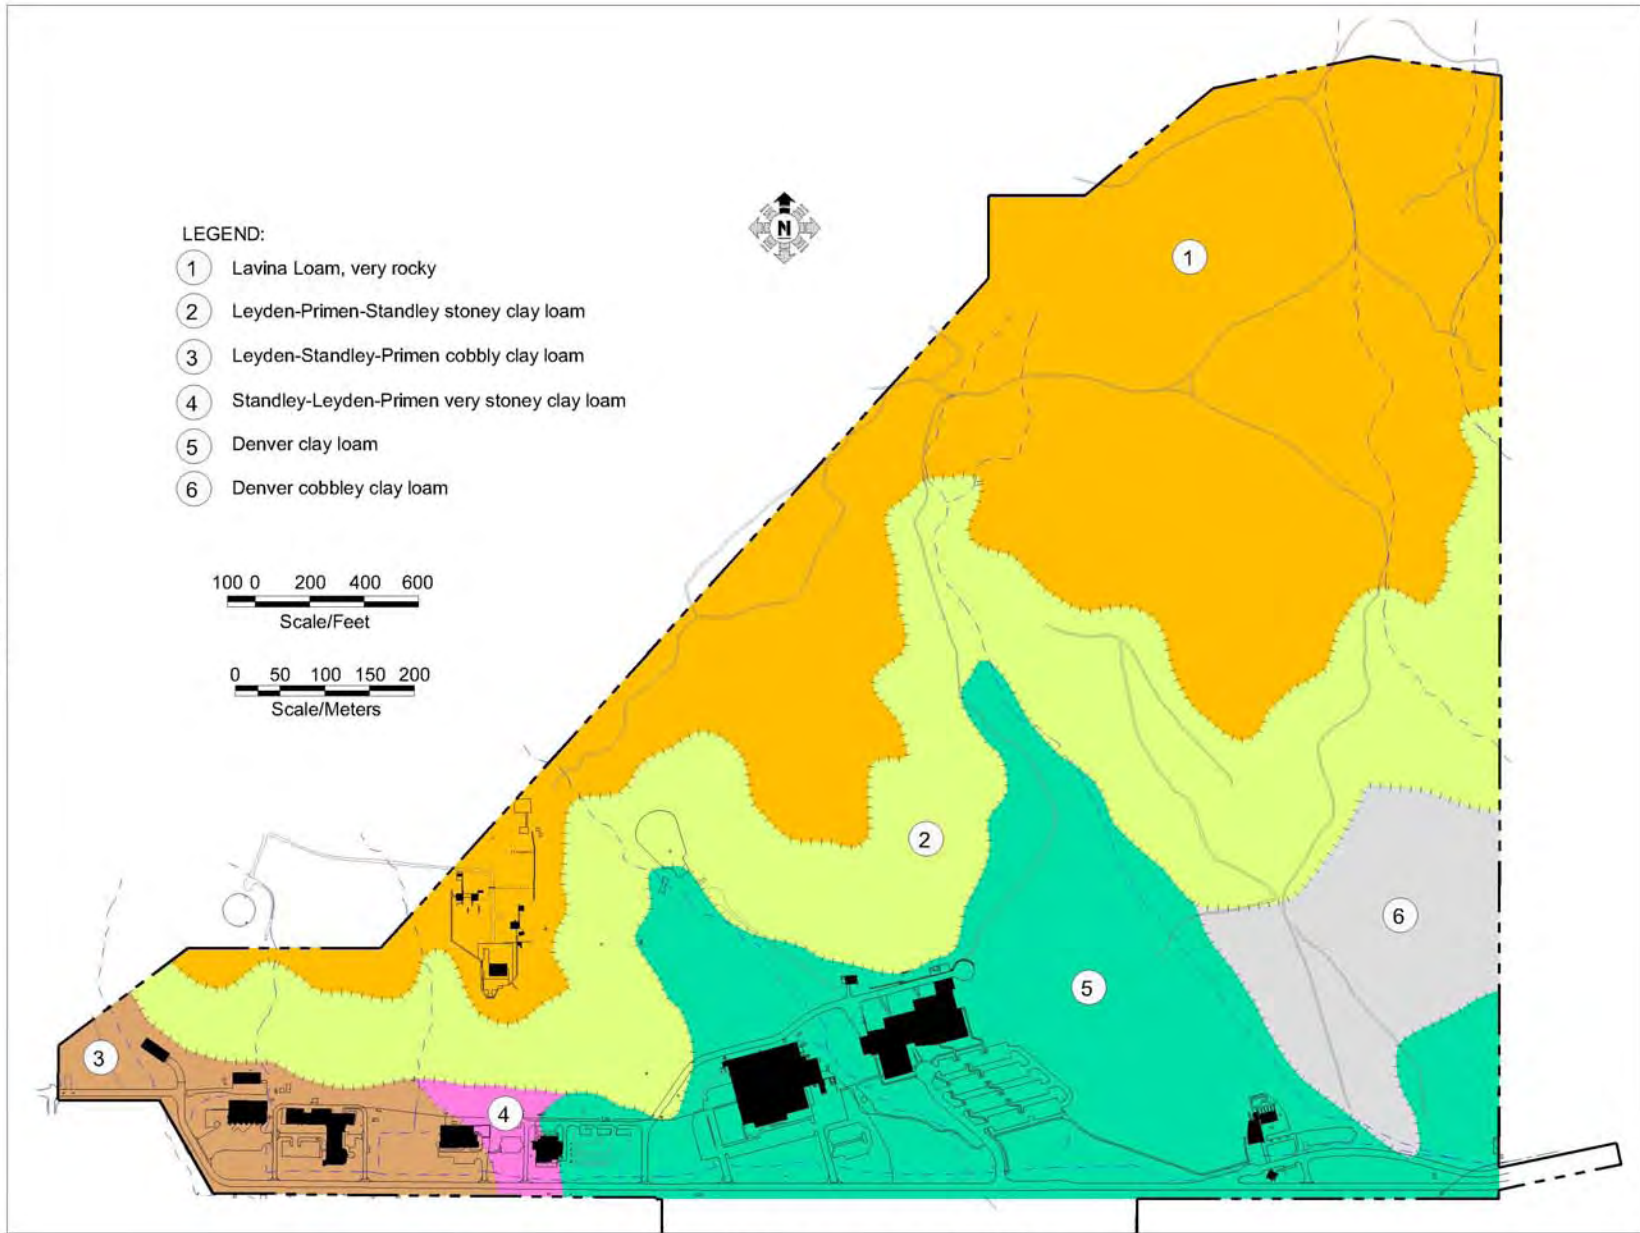 N
LEGEND:
1 Lavina Loam, very rocky
2 Leyden-Primen-Standley stoney clay loam
3 Leyden-Standley-Primen cobbly clay loam
4 Standley-Leyden-Primen very stoney clay loam
5 Denver clay loam
6 Denver cobbley clay loam
100 0 200 400 600
Scale/Feet
0 50 100 150 200
Scale/Meters
1
2
6
5
3
4